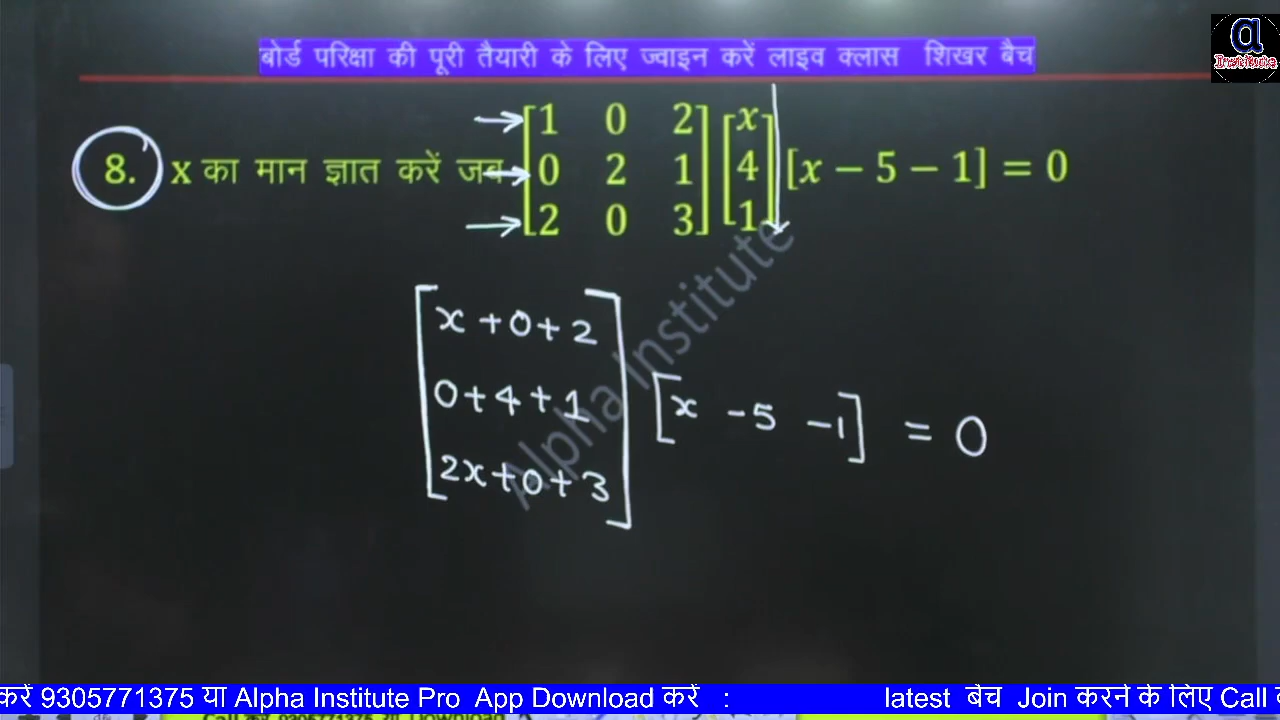 α
Institute
बोर्ड परिक्षा की पूरी तैयारी के लिए ज्वाइन करें लाइव क्लास शिखर बैच
8. x का मान ज्ञात करें जब [1 0 2] [x] [x − 5 − 1] = 0
[0 2 1] [4]
[2 0 3] [1]
[x + 0 + 2]
[0 + 4 + 1] [x -5 -1] = 0
[2x + 0 + 3]
Alpha Institute
करें 9305771375 या Alpha Institute Pro App Download करें : latest बैच Join करने के लिए Call